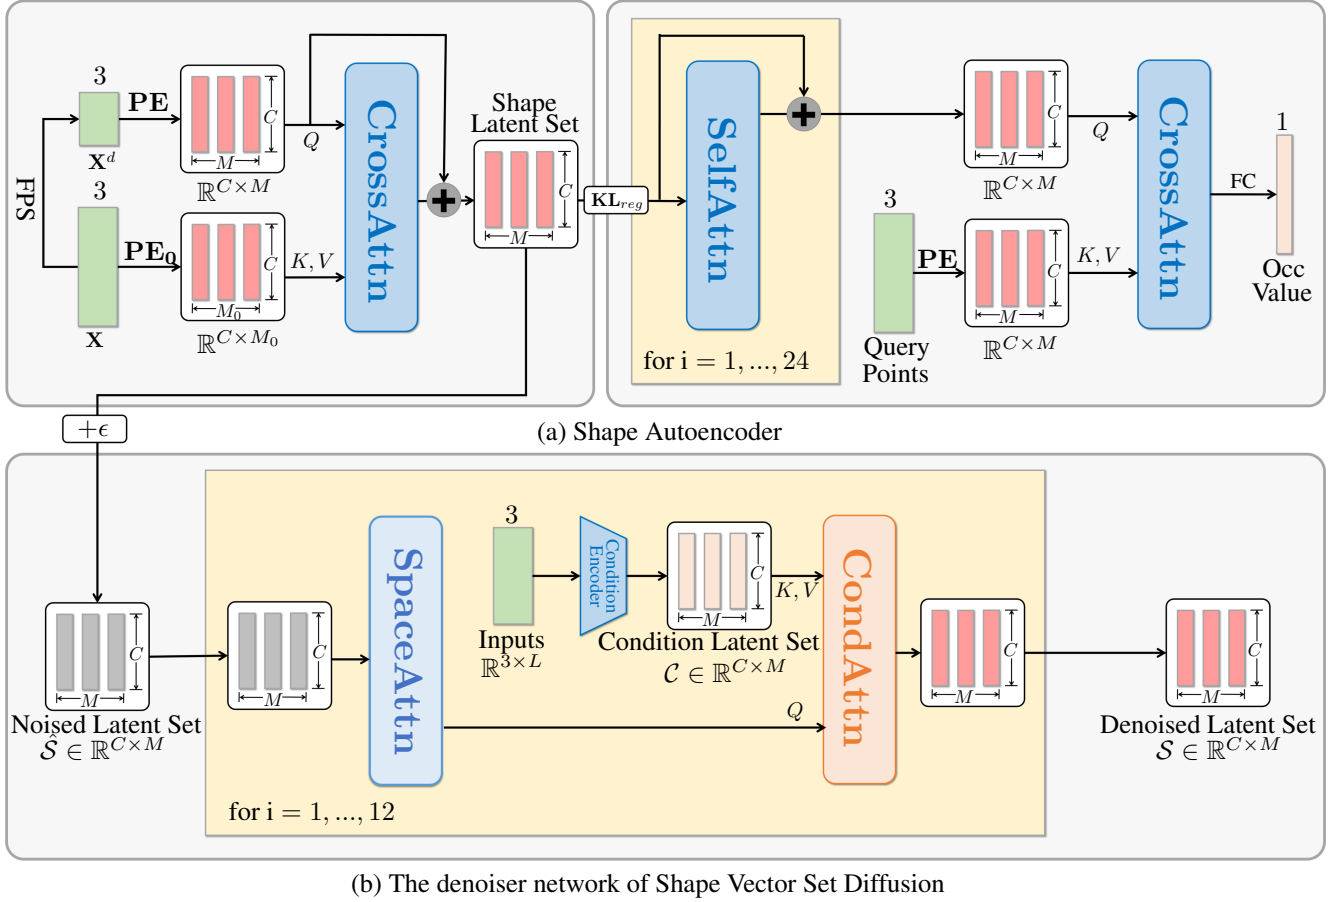 3
PE
X^d
C
M
ℝ^{C×M}
Q
FPS
3
PE_0
X
C
M_0
ℝ^{C×M_0}
K, V
CrossAttn
Shape
Latent Set
C
M
KL_{reg}
SelfAttn
for i = 1, ..., 24
C
M
ℝ^{C×M}
Q
3
PE
Query
Points
C
M
ℝ^{C×M}
K, V
CrossAttn
FC
1
Occ
Value
(a) Shape Autoencoder
+ϵ
C
M
Noised Latent Set
𝒮̂ ∈ ℝ^{C×M}
C
M
SpaceAttn
3
Inputs
ℝ^{3×L}
Condition
Encoder
C
M
Condition Latent Set
𝒞 ∈ ℝ^{C×M}
K, V
Q
CondAttn
C
M
for i = 1, ..., 12
C
M
Denoised Latent Set
𝒮 ∈ ℝ^{C×M}
(b) The denoiser network of Shape Vector Set Diffusion